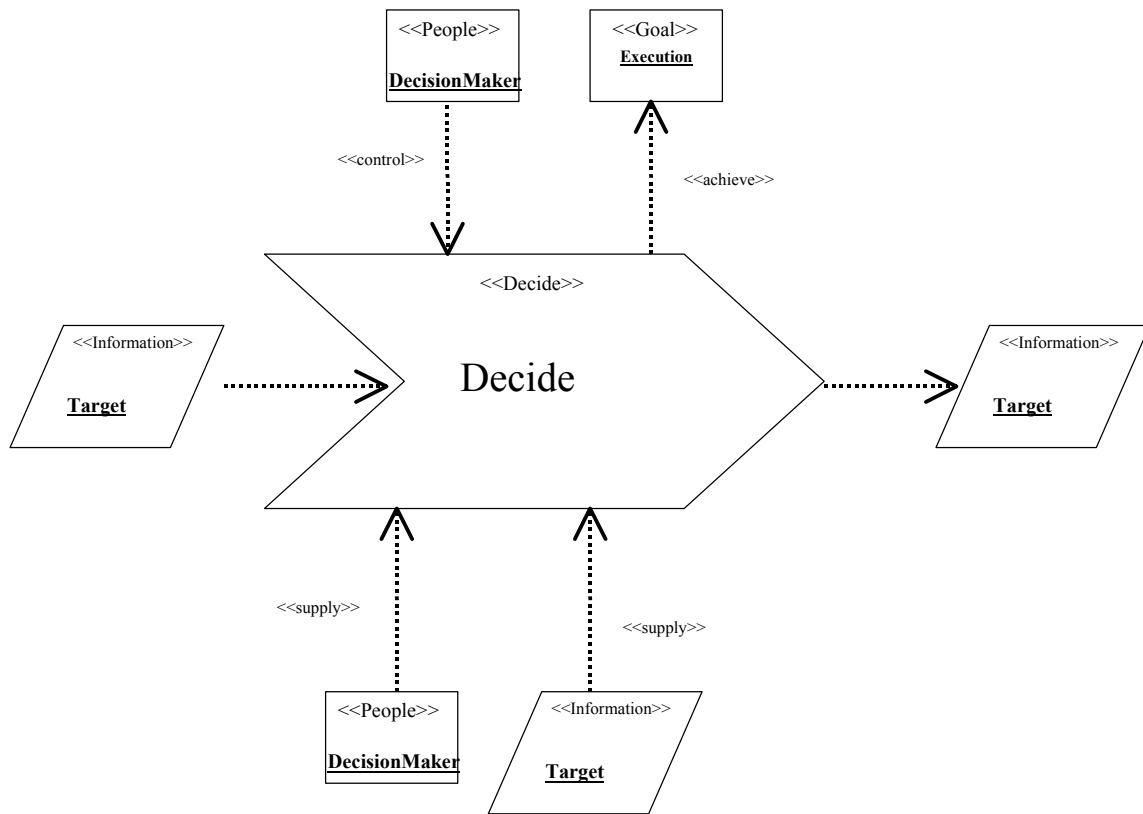 <<People>>
DecisionMaker
<<Goal>>
Execution
<<control>>
<<achieve>>
<<Decide>>
Decide
<<Information>>
Target
<<Information>>
Target
<<supply>>
<<supply>>
<<People>>
DecisionMaker
<<Information>>
Target